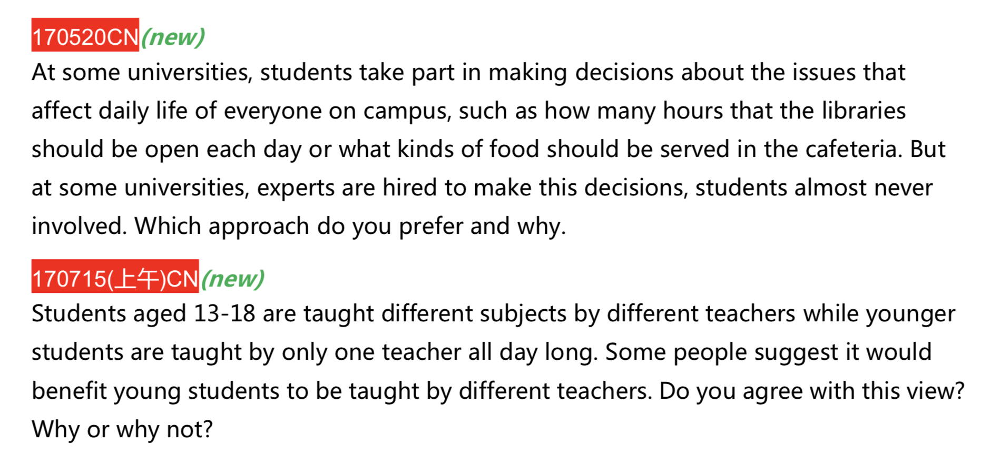 170520CN(new)
At some universities, students take part in making decisions about the issues that
affect daily life of everyone on campus, such as how many hours that the libraries
should be open each day or what kinds of food should be served in the cafeteria. But
at some universities, experts are hired to make this decisions, students almost never
involved. Which approach do you prefer and why.
170715(上午)CN(new)
Students aged 13-18 are taught different subjects by different teachers while younger
students are taught by only one teacher all day long. Some people suggest it would
benefit young students to be taught by different teachers. Do you agree with this view?
Why or why not?